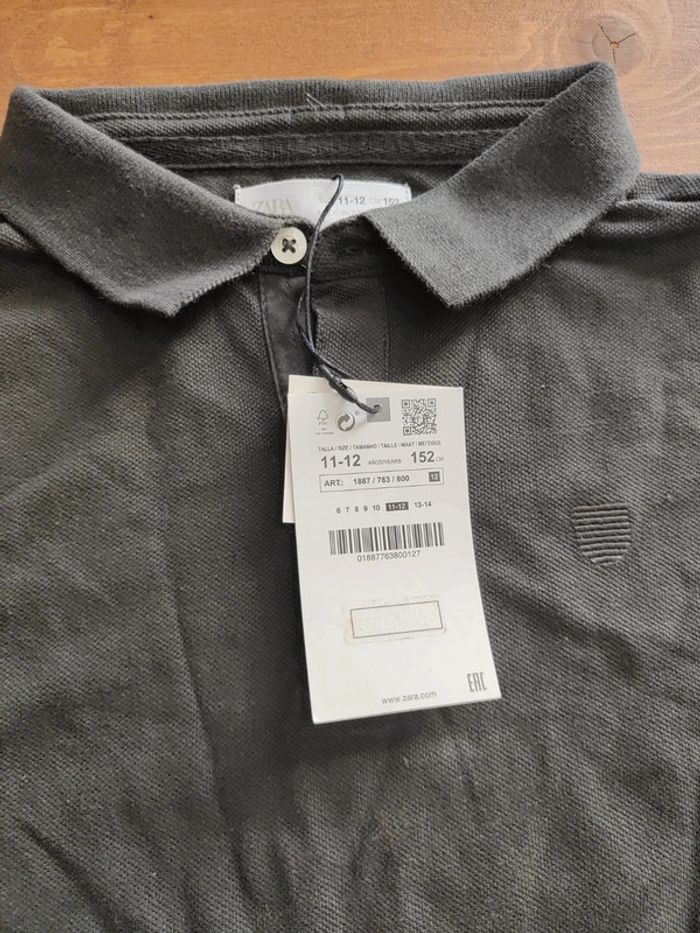 ZARA
11-12 CM 152
FSC
TALLA / SIZE / TAMANHO / TAILLE / MAAT / ΜΕΓΕΘΟΣ
11-12 AÑOS/YEARS 152 CM
ART.: 1887 / 763 / 800 12
6 7 8 9 10 11-12 13-14
01887763800127
www.zara.com
EAC